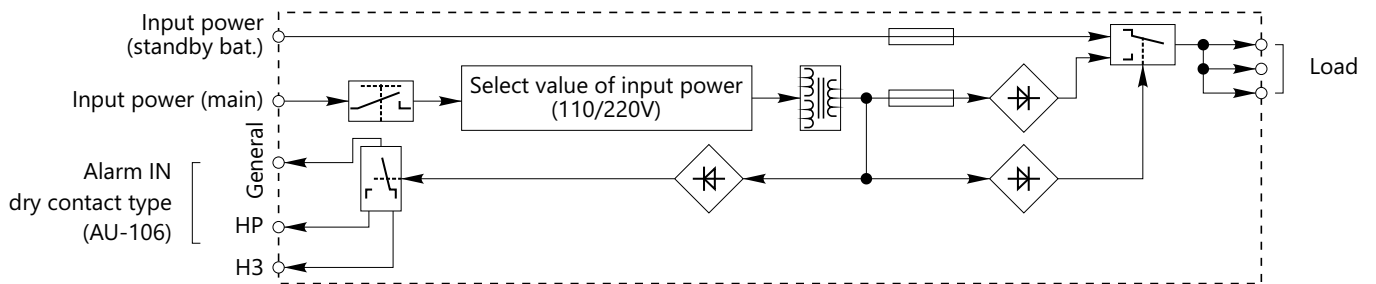 Input power
(standby bat.)
Input power (main)
Select value of input power
(110/220V)
Load
General
Alarm IN
dry contact type
(AU-106)
HP
H3